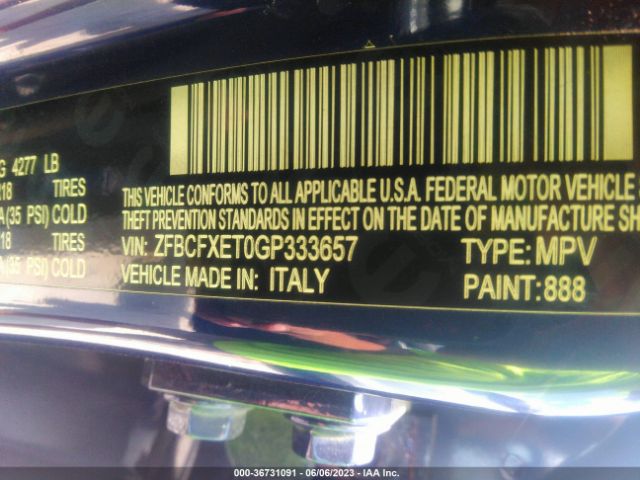 G 4277 LB
R18 TIRES
(35 PSI) COLD
R18 TIRES
(35 PSI) COLD
THIS VEHICLE CONFORMS TO ALL APPLICABLE U.S.A. FEDERAL MOTOR VEHICLE
THEFT PREVENTION STANDARDS IN EFFECT ON THE DATE OF MANUFACTURE SH
VIN: ZFBCFXET0GP333657 TYPE: MPV
VEHICLE MADE IN: ITALY PAINT:888
000-36731091 - 06/06/2023 - IAA Inc.